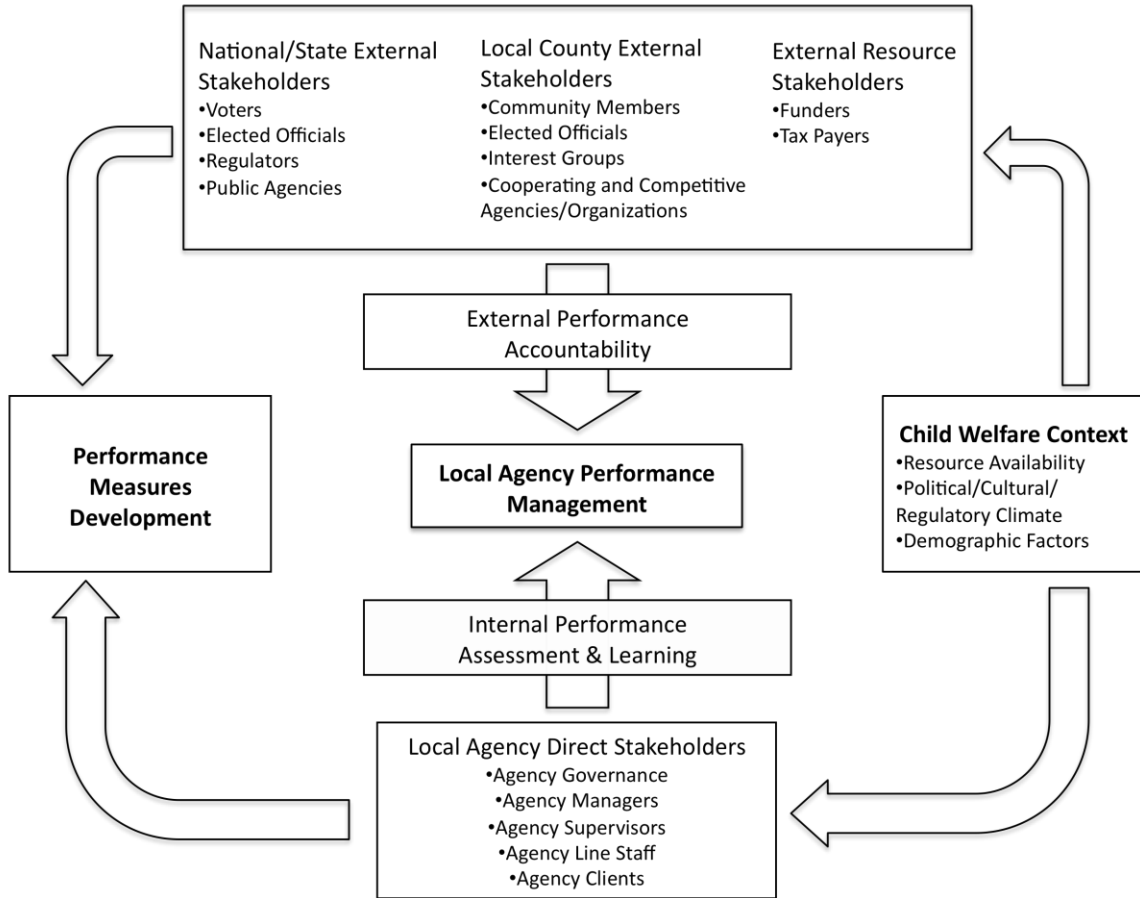 National/State External
Stakeholders
•Voters
•Elected Officials
•Regulators
•Public Agencies
Local County External
Stakeholders
•Community Members
•Elected Officials
•Interest Groups
•Cooperating and Competitive
Agencies/Organizations
External Resource
Stakeholders
•Funders
•Tax Payers
External Performance
Accountability
Performance
Measures
Development
Local Agency Performance
Management
Child Welfare Context
•Resource Availability
•Political/Cultural/
Regulatory Climate
•Demographic Factors
Internal Performance
Assessment & Learning
Local Agency Direct Stakeholders
•Agency Governance
•Agency Managers
•Agency Supervisors
•Agency Line Staff
•Agency Clients